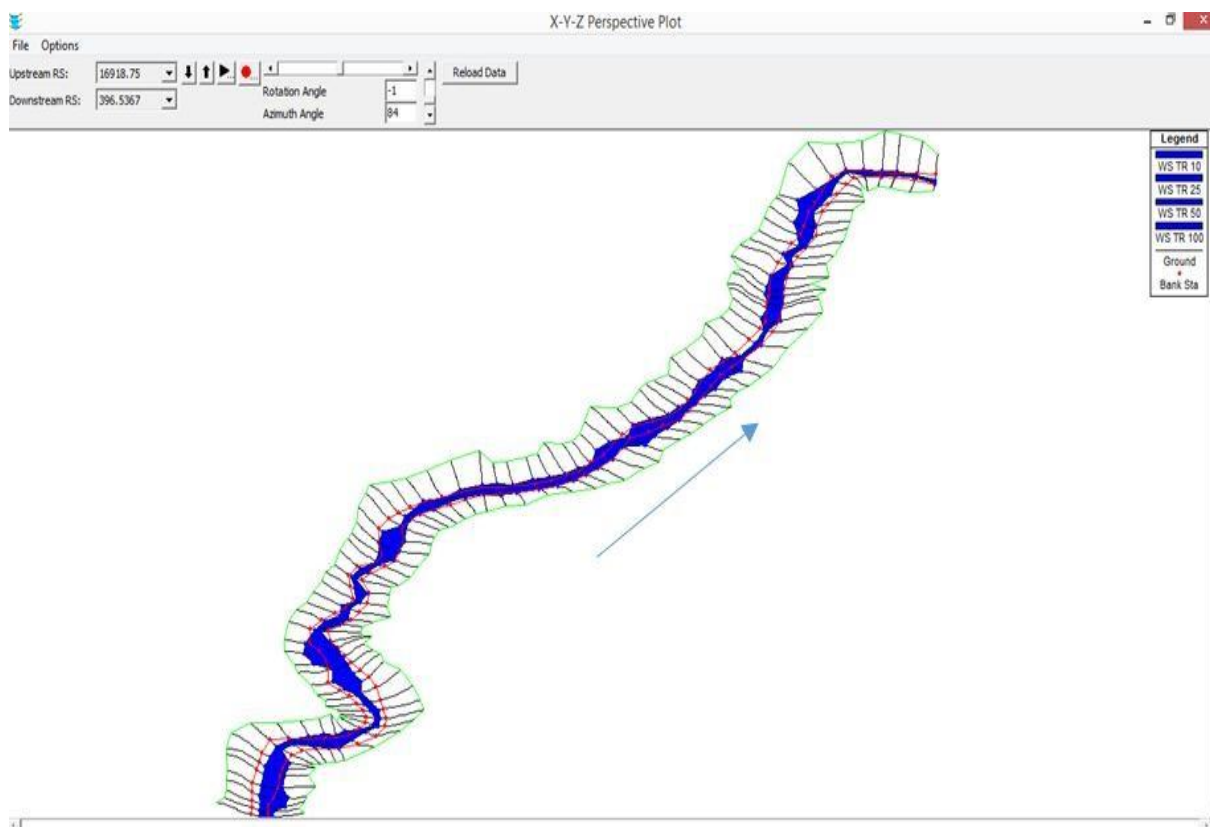 X-Y-Z Perspective Plot
File Options
Upstream RS: 16918.75
Reload Data
Rotation Angle -1
Downstream RS: 396.5367
Azimuth Angle 84
Legend
WS TR 10
WS TR 25
WS TR 50
WS TR 100
Ground
Bank Sta